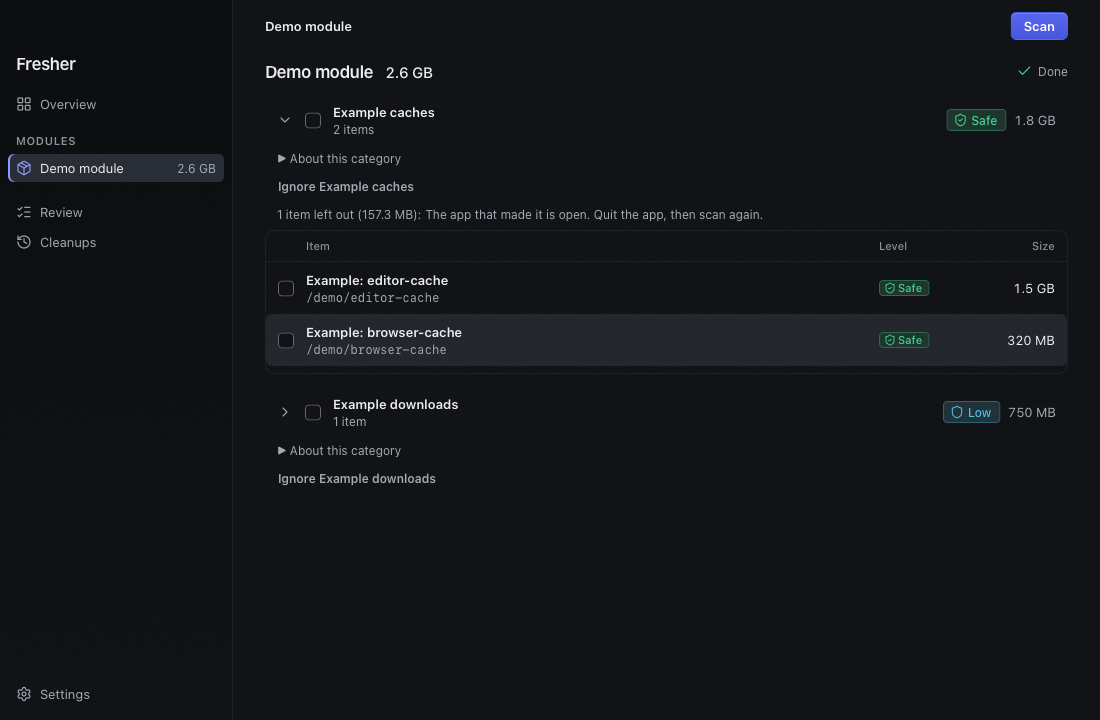 Fresher
Overview
MODULES
Demo module 2.6 GB
Review
Cleanups
Settings
Demo module
Scan
Demo module 2.6 GB
Done
Example caches
2 items
Safe 1.8 GB
About this category
Ignore Example caches
1 item left out (157.3 MB): The app that made it is open. Quit the app, then scan again.
Item Level Size
Example: editor-cache
/demo/editor-cache
Safe
1.5 GB
Example: browser-cache
/demo/browser-cache
Safe
320 MB
Example downloads
1 item
Low 750 MB
About this category
Ignore Example downloads